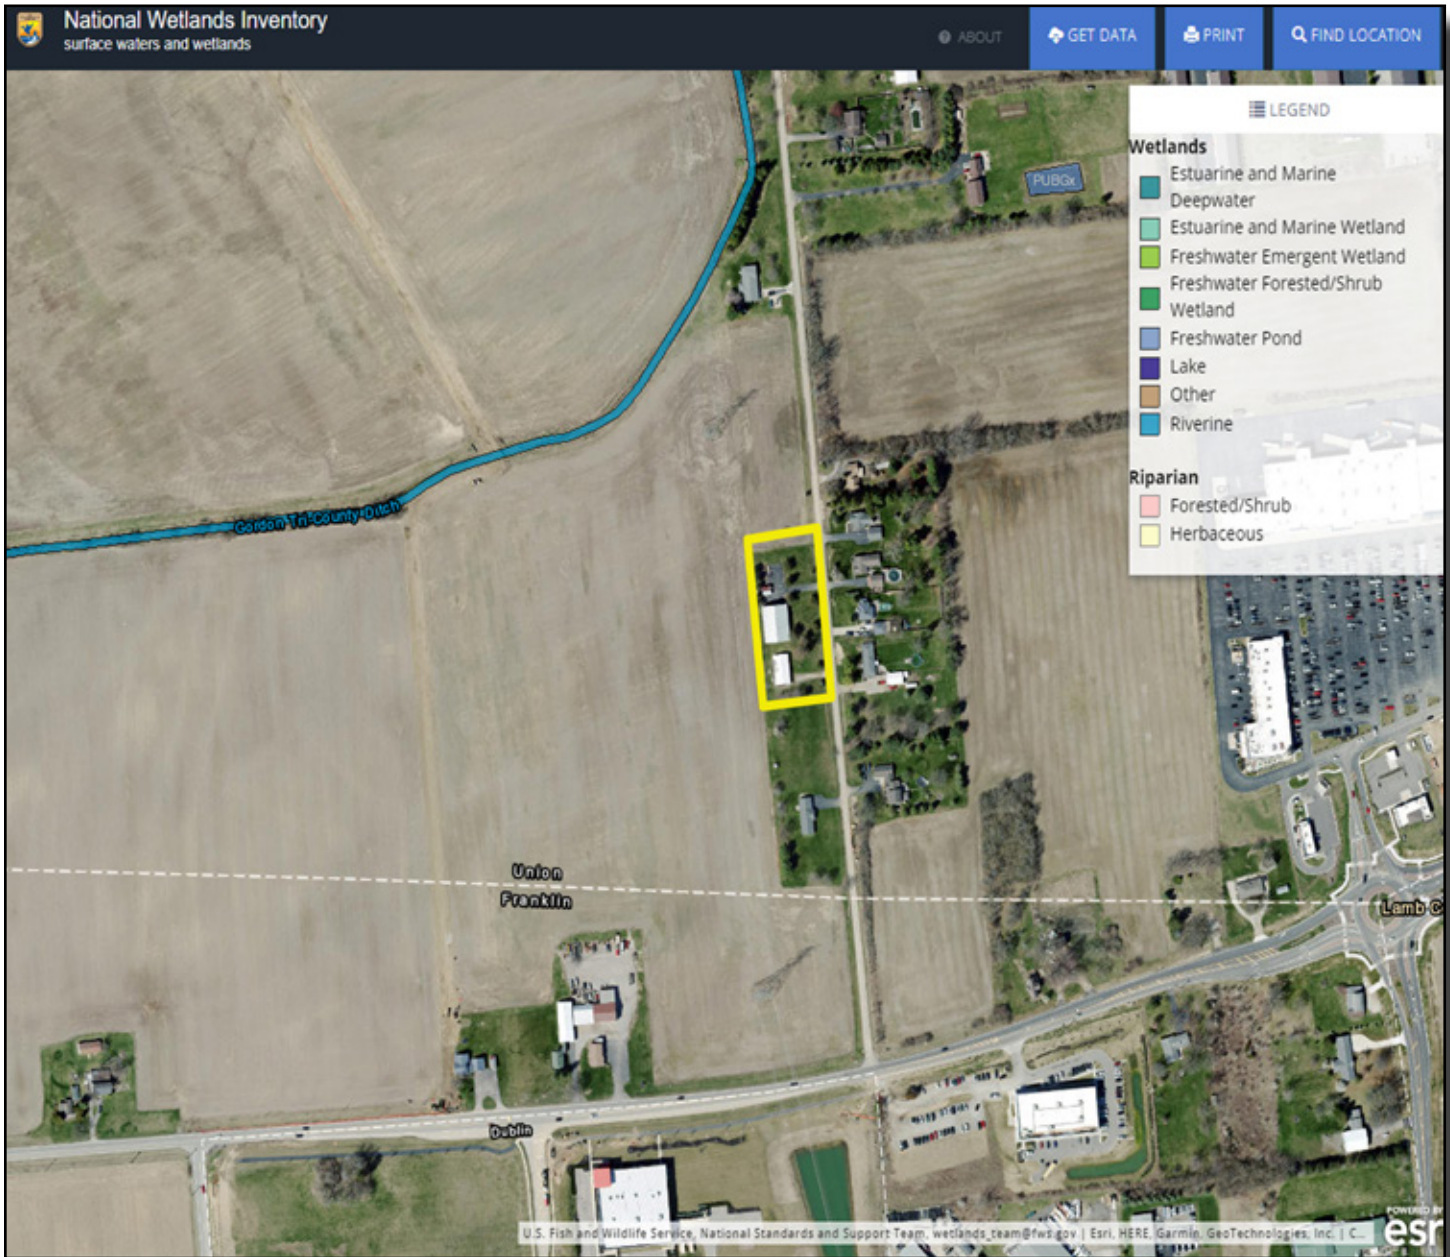 National Wetlands Inventory
surface waters and wetlands
ABOUT
GET DATA
PRINT
FIND LOCATION
LEGEND
Wetlands
Estuarine and Marine
Deepwater
Estuarine and Marine Wetland
Freshwater Emergent Wetland
Freshwater Forested/Shrub
Wetland
Freshwater Pond
Lake
Other
Riverine
Riparian
Forested/Shrub
Herbaceous
PUBGx
Gordon Tri-County Ditch
Union
Franklin
Lamb C
Dublin
U.S. Fish and Wildlife Service, National Standards and Support Team, wetlands_team@fws.gov | Esri, HERE, Garmin, GeoTechnologies, Inc. | C...
POWERED BY
esri